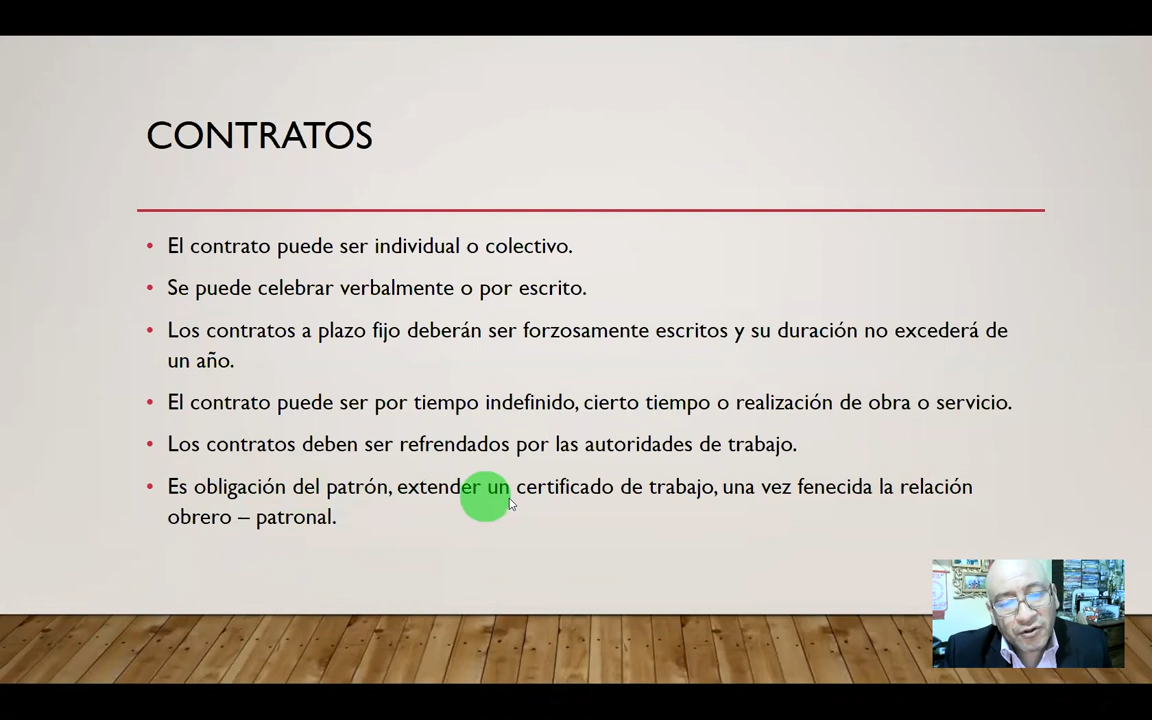 CONTRATOS
• El contrato puede ser individual o colectivo.
• Se puede celebrar verbalmente o por escrito.
• Los contratos a plazo fijo deberán ser forzosamente escritos y su duración no excederá de
un año.
• El contrato puede ser por tiempo indefinido, cierto tiempo o realización de obra o servicio.
• Los contratos deben ser refrendados por las autoridades de trabajo.
• Es obligación del patrón, extender un certificado de trabajo, una vez fenecida la relación
obrero – patronal.